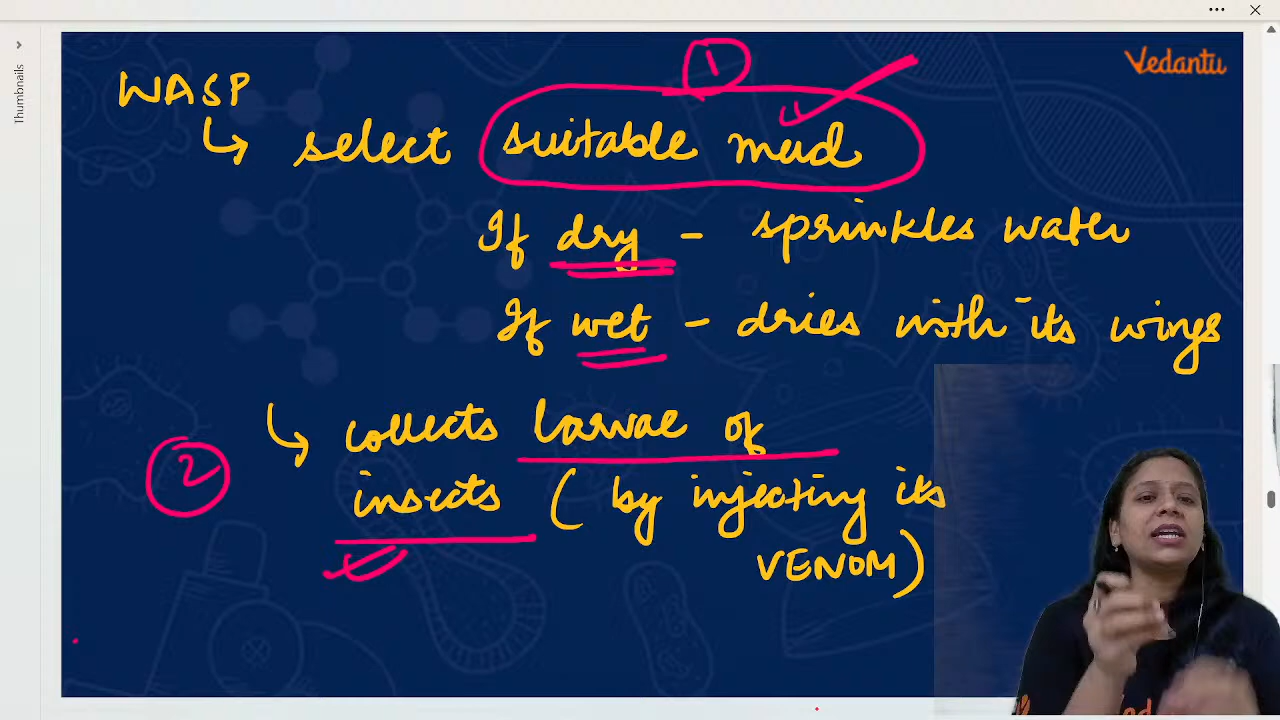 Thumbnails
Vedantu
1
WASP
↳ select suitable mud
If dry - sprinkles water
If wet - dries with its wings
2
↳ collects larvae of
insects (by injecting its
VENOM)